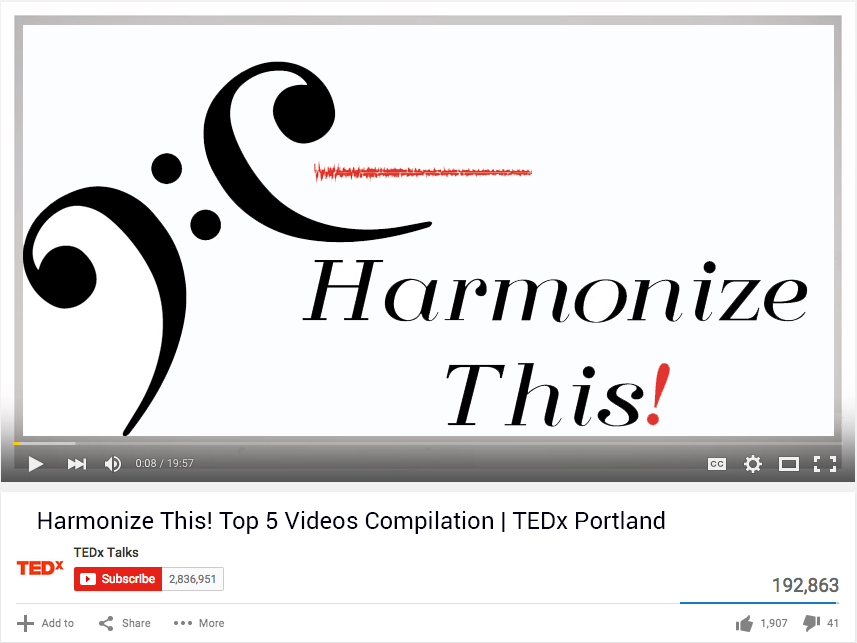 Harmonize
This!
0:08 / 19:57
CC
Harmonize This! Top 5 Videos Compilation | TEDx Portland
TEDx
TEDx Talks
Subscribe 2,836,951
192,863
Add to Share More 1,907 41